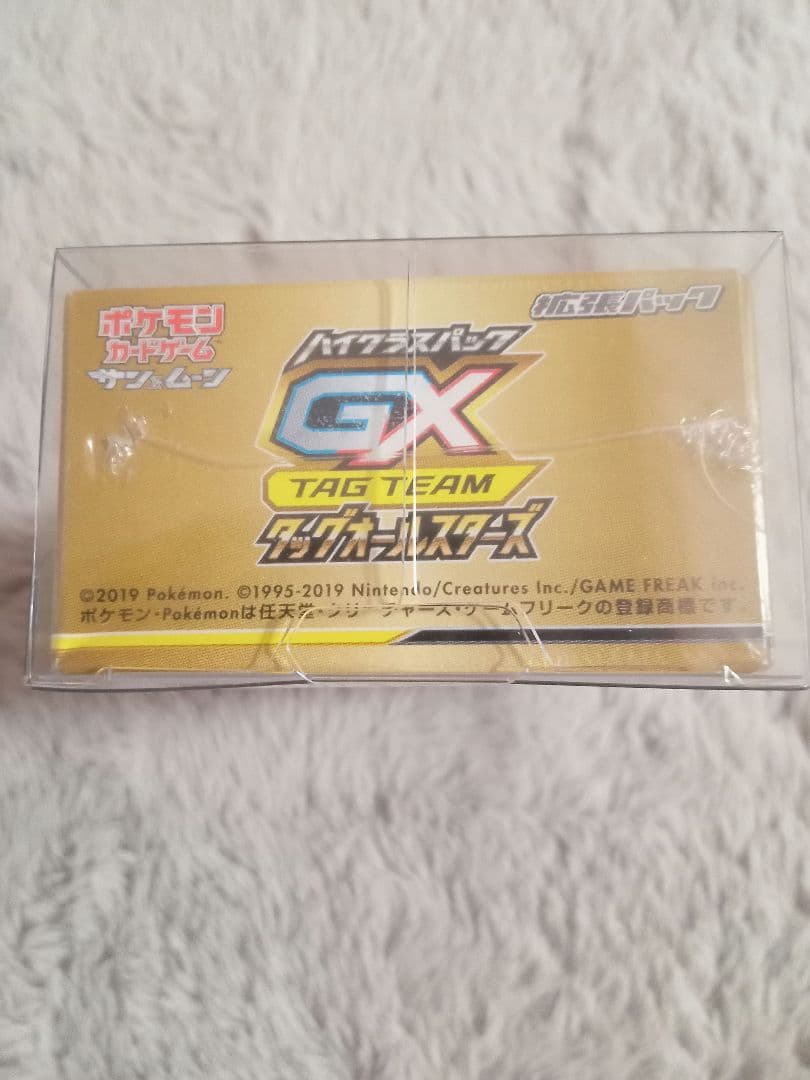 ポケモン
カードゲーム
サン&ムーン
拡張パック
ハイクラスパック
GX
TAG TEAM
タッグオールスターズ
©2019 Pokémon. ©1995-2019 Nintendo/Creatures Inc./GAME FREAK inc.
ポケモン・Pokémonは任天堂・クリーチャーズ・ゲームフリークの登録商標です